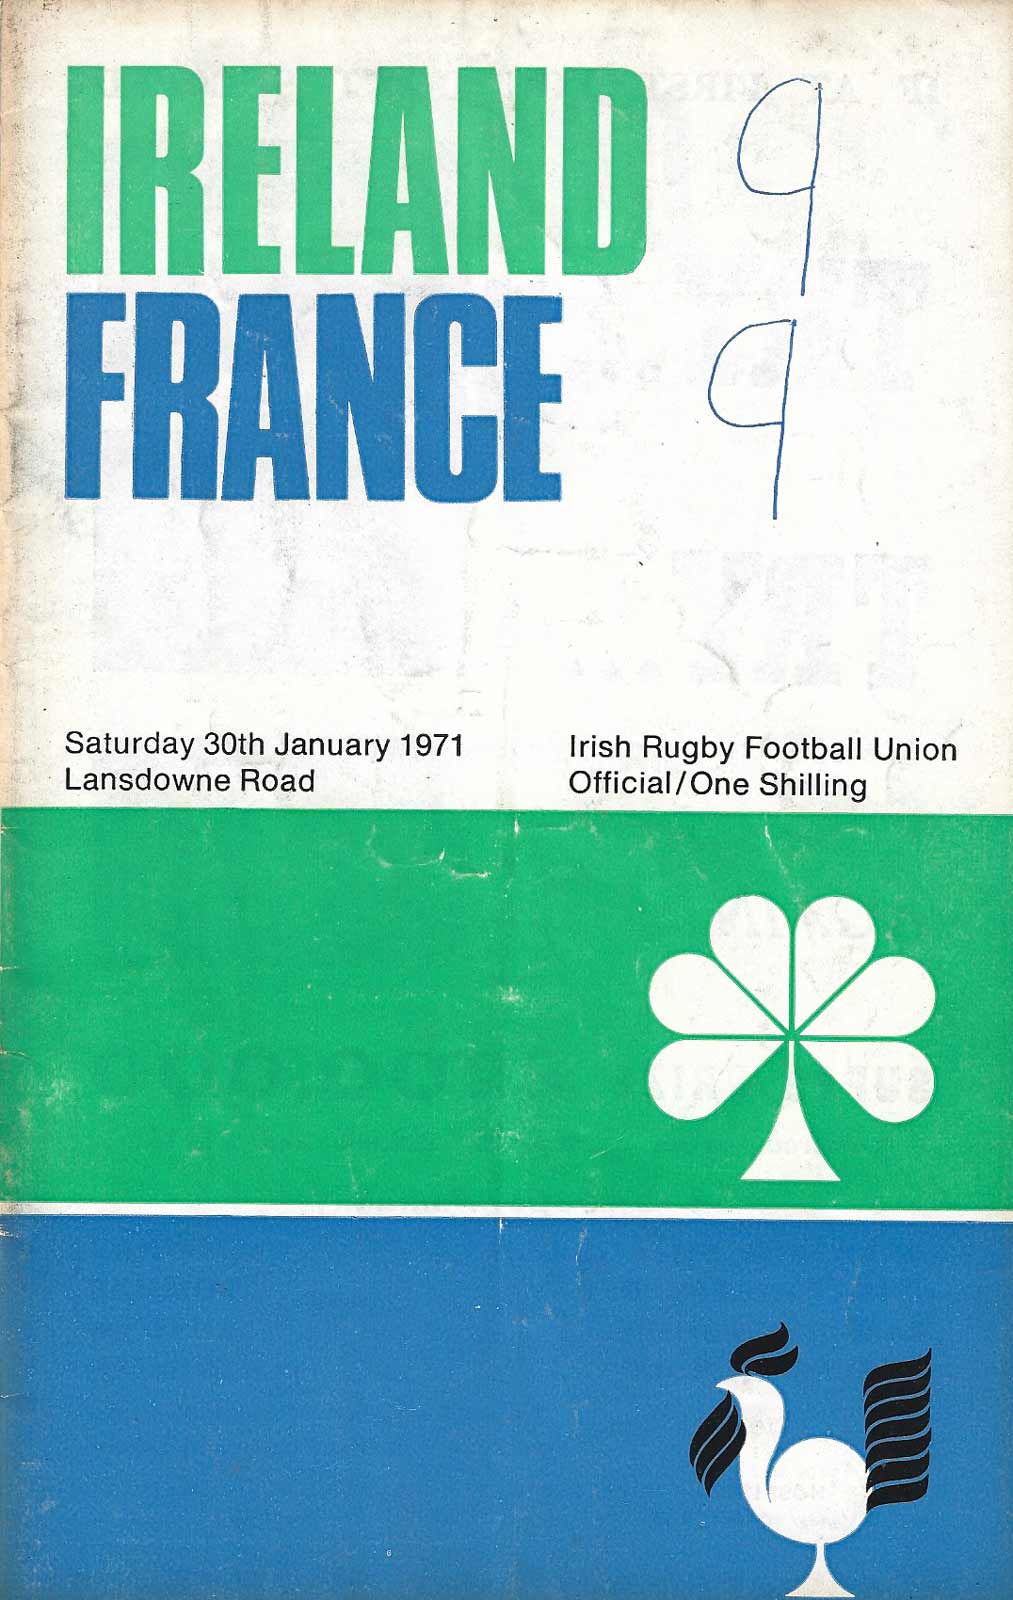 IRELAND 9
FRANCE 9
Saturday 30th January 1971
Lansdowne Road
Irish Rugby Football Union
Official/One Shilling